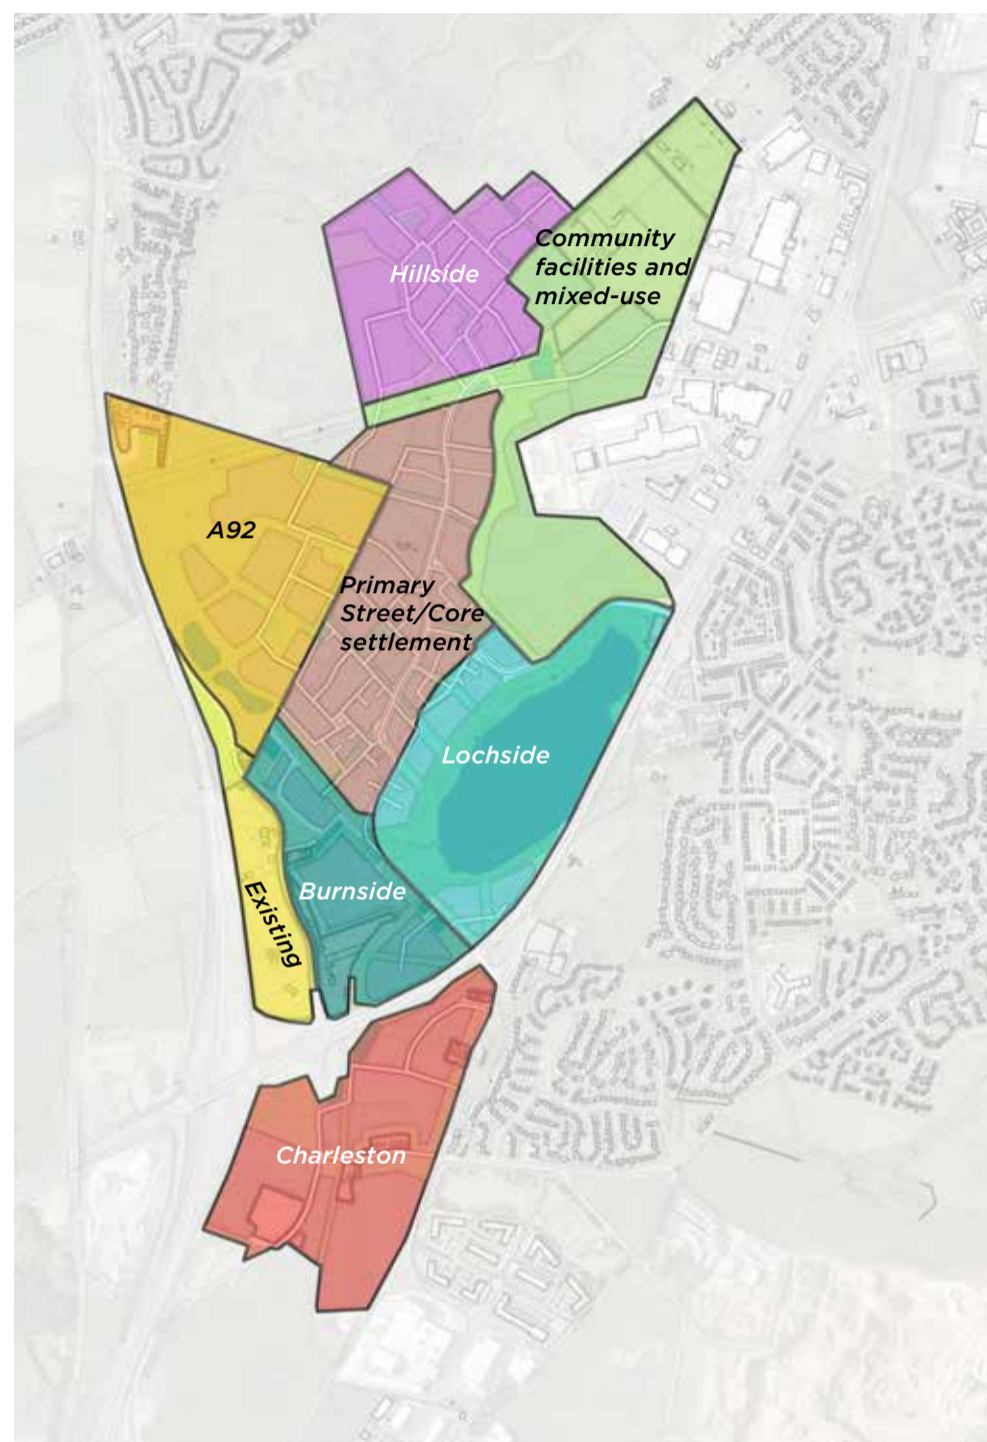 Community
facilities and
mixed-use
Hillside
A92
Primary
Street/Core
settlement
Lochside
Burnside
Existing
Charleston